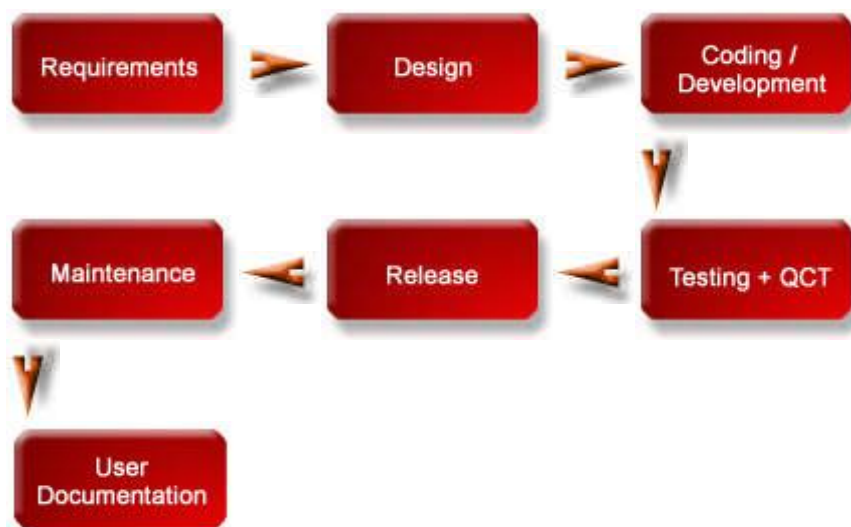 Requirements
Design
Coding /
Development
Testing + QCT
Release
Maintenance
User
Documentation